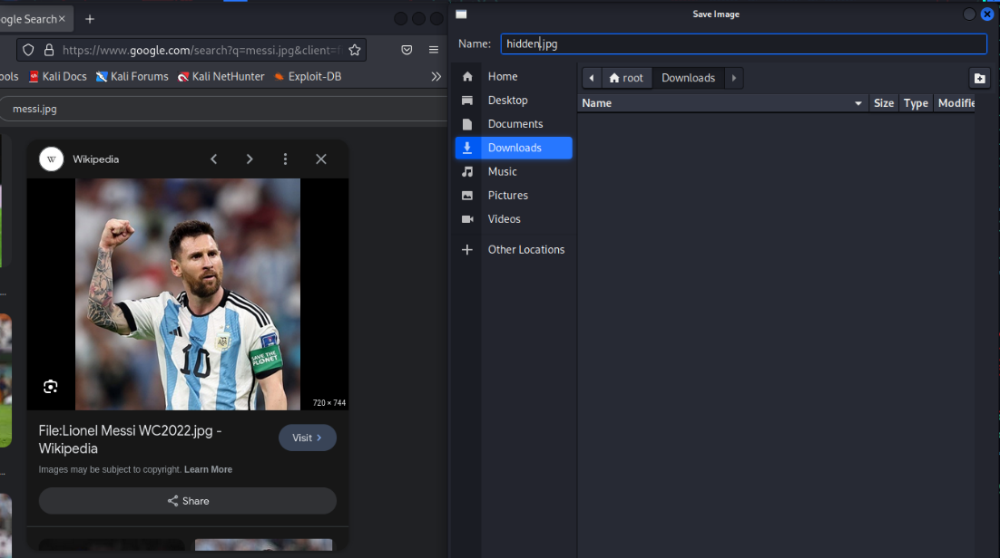 ogle Search ×
+
https://www.google.com/search?q=messi.jpg&client=f
ools
Kali Docs
Kali Forums
Kali NetHunter
Exploit-DB
messi.jpg
W
Wikipedia
10
SAVE THE
PLANET
720 × 744
File:Lionel Messi WC2022.jpg -
Wikipedia
Visit
Images may be subject to copyright. Learn More
Share
Save Image
Name: hidden.jpg
Home
Desktop
Documents
Downloads
Music
Pictures
Videos
Other Locations
root
Downloads
Name
Size
Type
Modifie